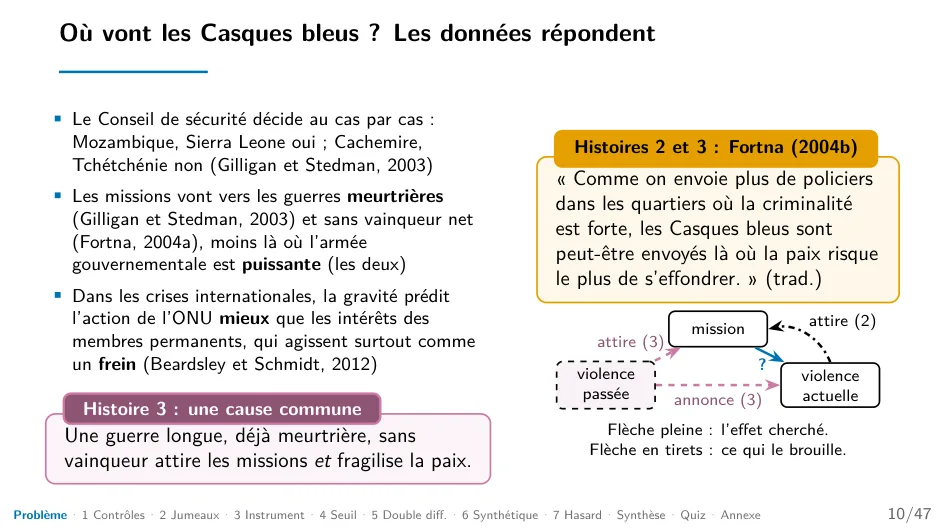 Où vont les Casques bleus ? Les données répondent
Le Conseil de sécurité décide au cas par cas :
Mozambique, Sierra Leone oui ; Cachemire,
Tchétchénie non (Gilligan et Stedman, 2003)
Les missions vont vers les guerres meurtrières
(Gilligan et Stedman, 2003) et sans vainqueur net
(Fortna, 2004a), moins là où l'armée
gouvernementale est puissante (les deux)
Dans les crises internationales, la gravité prédit
l'action de l'ONU mieux que les intérêts des
membres permanents, qui agissent surtout comme
un frein (Beardsley et Schmidt, 2012)
Histoire 3 : une cause commune
Une guerre longue, déjà meurtrière, sans
vainqueur attire les missions et fragilise la paix.
Histoires 2 et 3 : Fortna (2004b)
« Comme on envoie plus de policiers
dans les quartiers où la criminalité
est forte, les Casques bleus sont
peut-être envoyés là où la paix risque
le plus de s'effondrer. » (trad.)
mission
attire (2)
attire (3)
?
violence
passée
violence
actuelle
annonce (3)
Flèche pleine : l'effet cherché.
Flèche en tirets : ce qui le brouille.
Problème · 1 Contrôles · 2 Jumeaux · 3 Instrument · 4 Seuil · 5 Double diff. · 6 Synthétique · 7 Hasard · Synthèse · Quiz · Annexe
10/47